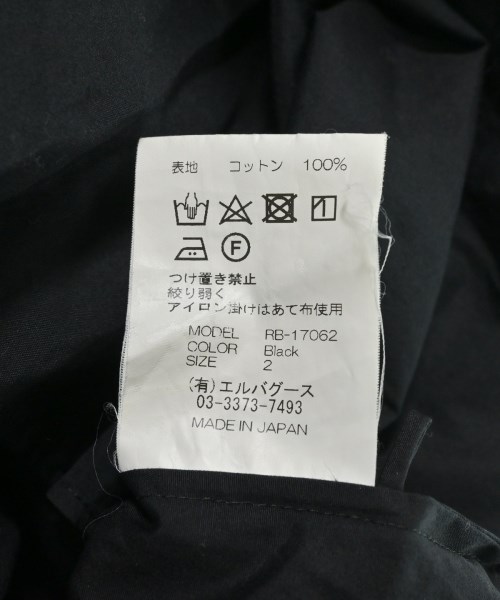 表地 コットン 100%
F
つけ置き禁止
絞り弱く
アイロン掛けはあて布使用
MODEL RB-17062
COLOR Black
SIZE 2
(有)エルバグース
03-3373-7493
MADE IN JAPAN